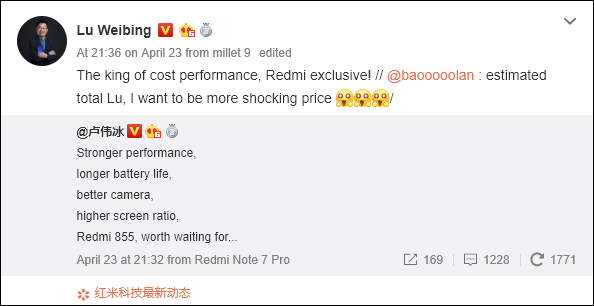 Lu Weibing
At 21:36 on April 23 from millet 9 edited
The king of cost performance, Redmi exclusive! // @baooooolan : estimated
total Lu, I want to be more shocking price /
@卢伟冰
Stronger performance,
longer battery life,
better camera,
higher screen ratio,
Redmi 855, worth waiting for...
April 23 at 21:32 from Redmi Note 7 Pro 169 1228 1771
红米科技最新动态